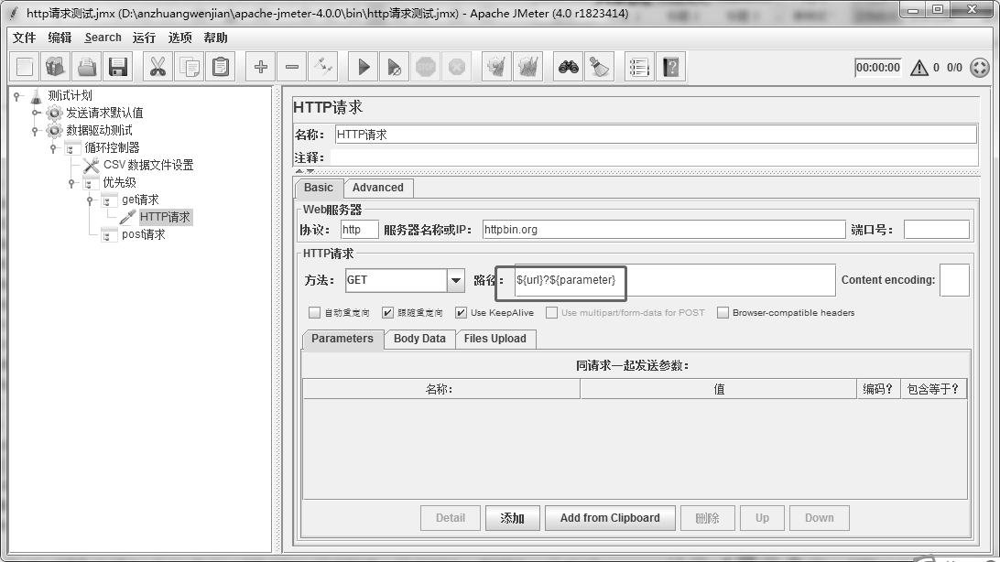 http请求测试.jmx (D:\anzhuangwenjian\apache-jmeter-4.0.0\bin\http请求测试.jmx) - Apache JMeter (4.0 r1823414)
文件 编辑 Search 运行 选项 帮助
STOP
00:00:00 0 0/0
测试计划
发送请求默认值
数据驱动测试
循环控制器
CSV 数据文件设置
优先级
get请求
HTTP请求
post请求
HTTP请求
名称: HTTP请求
注释:
Basic Advanced
Web服务器
协议: http 服务器名称或IP: httpbin.org 端口号:
HTTP请求
方法: GET 路径: ${url}?${parameter} Content encoding:
自动重定向 跟随重定向 Use KeepAlive Use multipart/form-data for POST Browser-compatible headers
Parameters Body Data Files Upload
同请求一起发送参数:
名称: 值 编码? 包含等于?
Detail 添加 Add from Clipboard 删除 Up Down